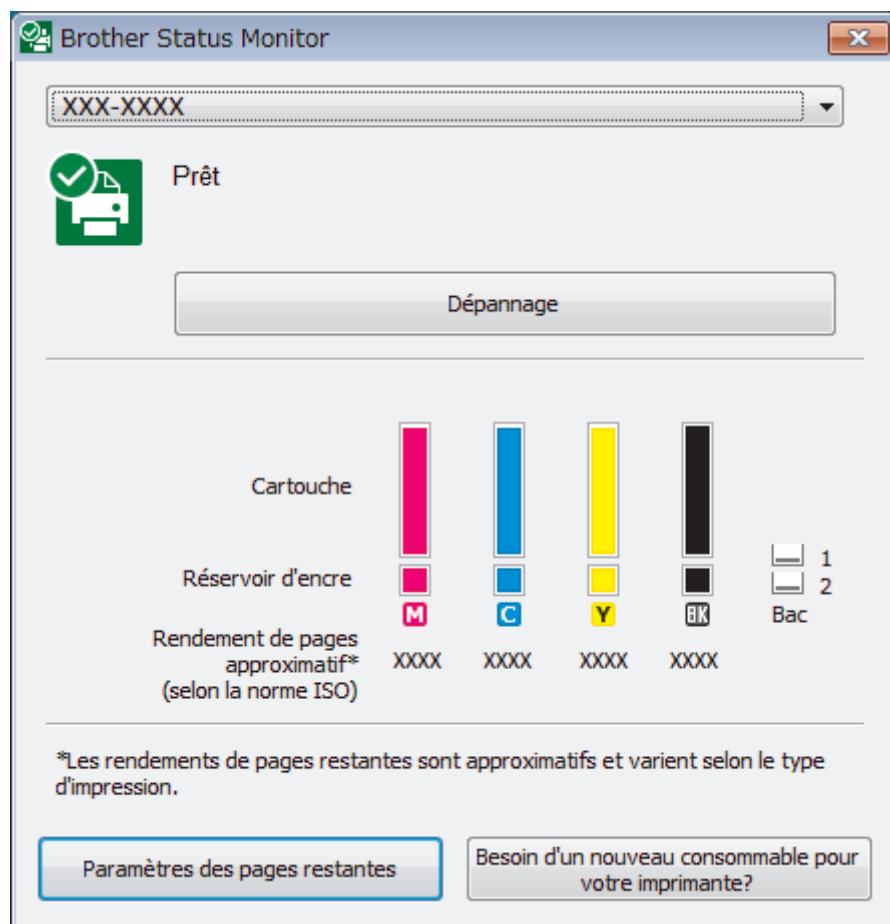 Brother Status Monitor
XXX-XXXX
Prêt
Dépannage
Cartouche
1
Réservoir d'encre
2
M C Y BK Bac
Rendement de pages
approximatif* XXXX XXXX XXXX XXXX
(selon la norme ISO)
*Les rendements de pages restantes sont approximatifs et varient selon le type
d'impression.
Paramètres des pages restantes
Besoin d'un nouveau consommable pour
votre imprimante?